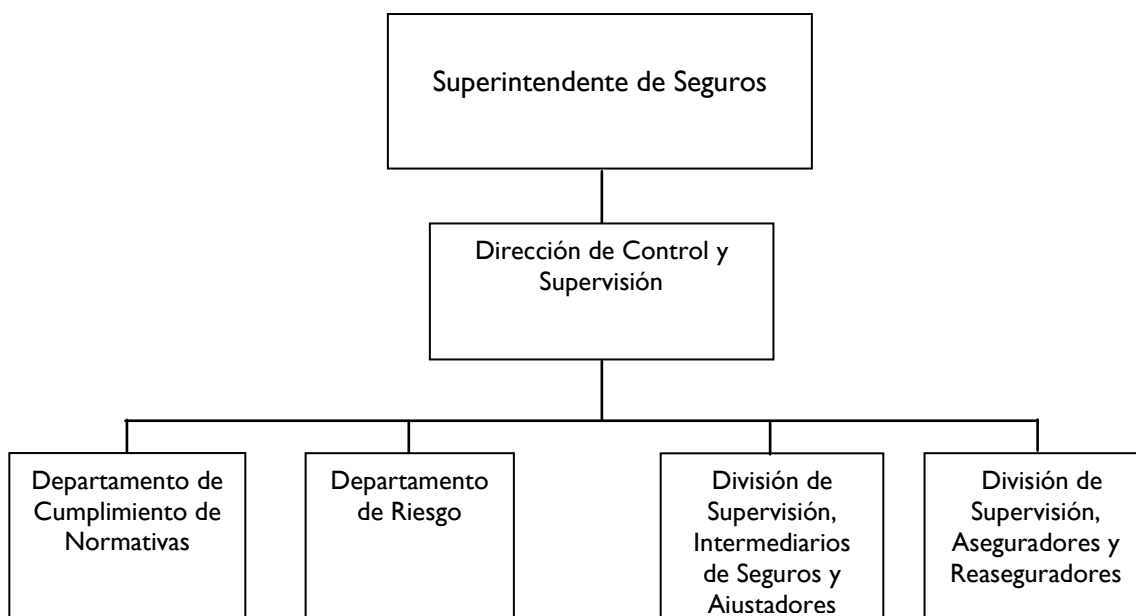 Superintendente de Seguros
Dirección de Control y
Supervisión
Departamento de
Cumplimiento de
Normativas
Departamento
de Riesgo
División de
Supervisión,
Intermediarios
de Seguros y
Ajustadores
División de
Supervisión,
Aseguradores y
Reaseguradores